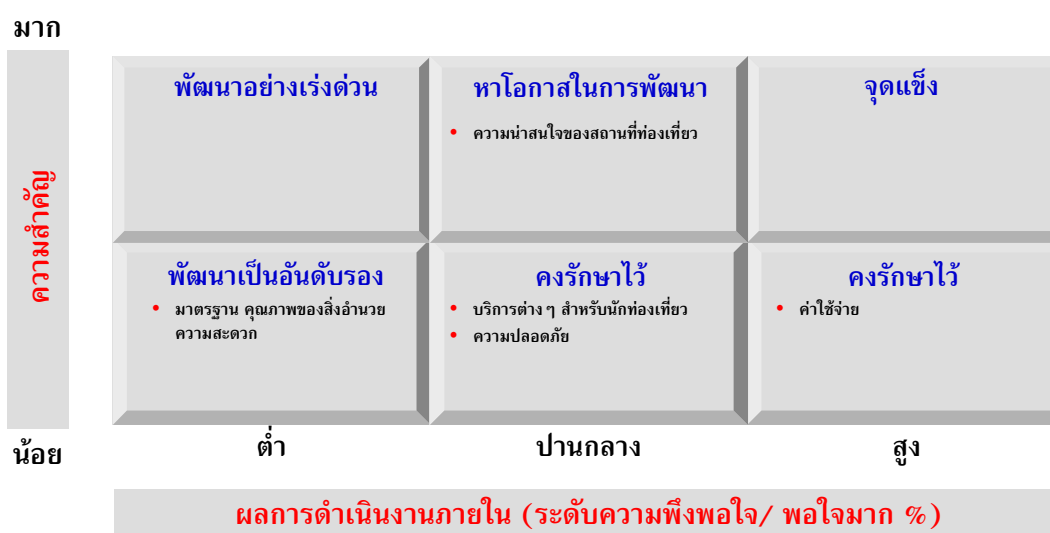 มาก
ความสำคัญ
พัฒนาอย่างเร่งด่วน
หาโอกาสในการพัฒนา
• ความน่าสนใจของสถานที่ท่องเที่ยว
จุดแข็ง
พัฒนาเป็นอันดับรอง
• มาตรฐาน คุณภาพของสิ่งอำนวย
ความสะดวก
คงรักษาไว้
• บริการต่าง ๆ สำหรับนักท่องเที่ยว
• ความปลอดภัย
คงรักษาไว้
• ค่าใช้จ่าย
น้อย
ต่ำ
ปานกลาง
สูง
ผลการดำเนินงานภายใน (ระดับความพึงพอใจ/ พอใจมาก %)